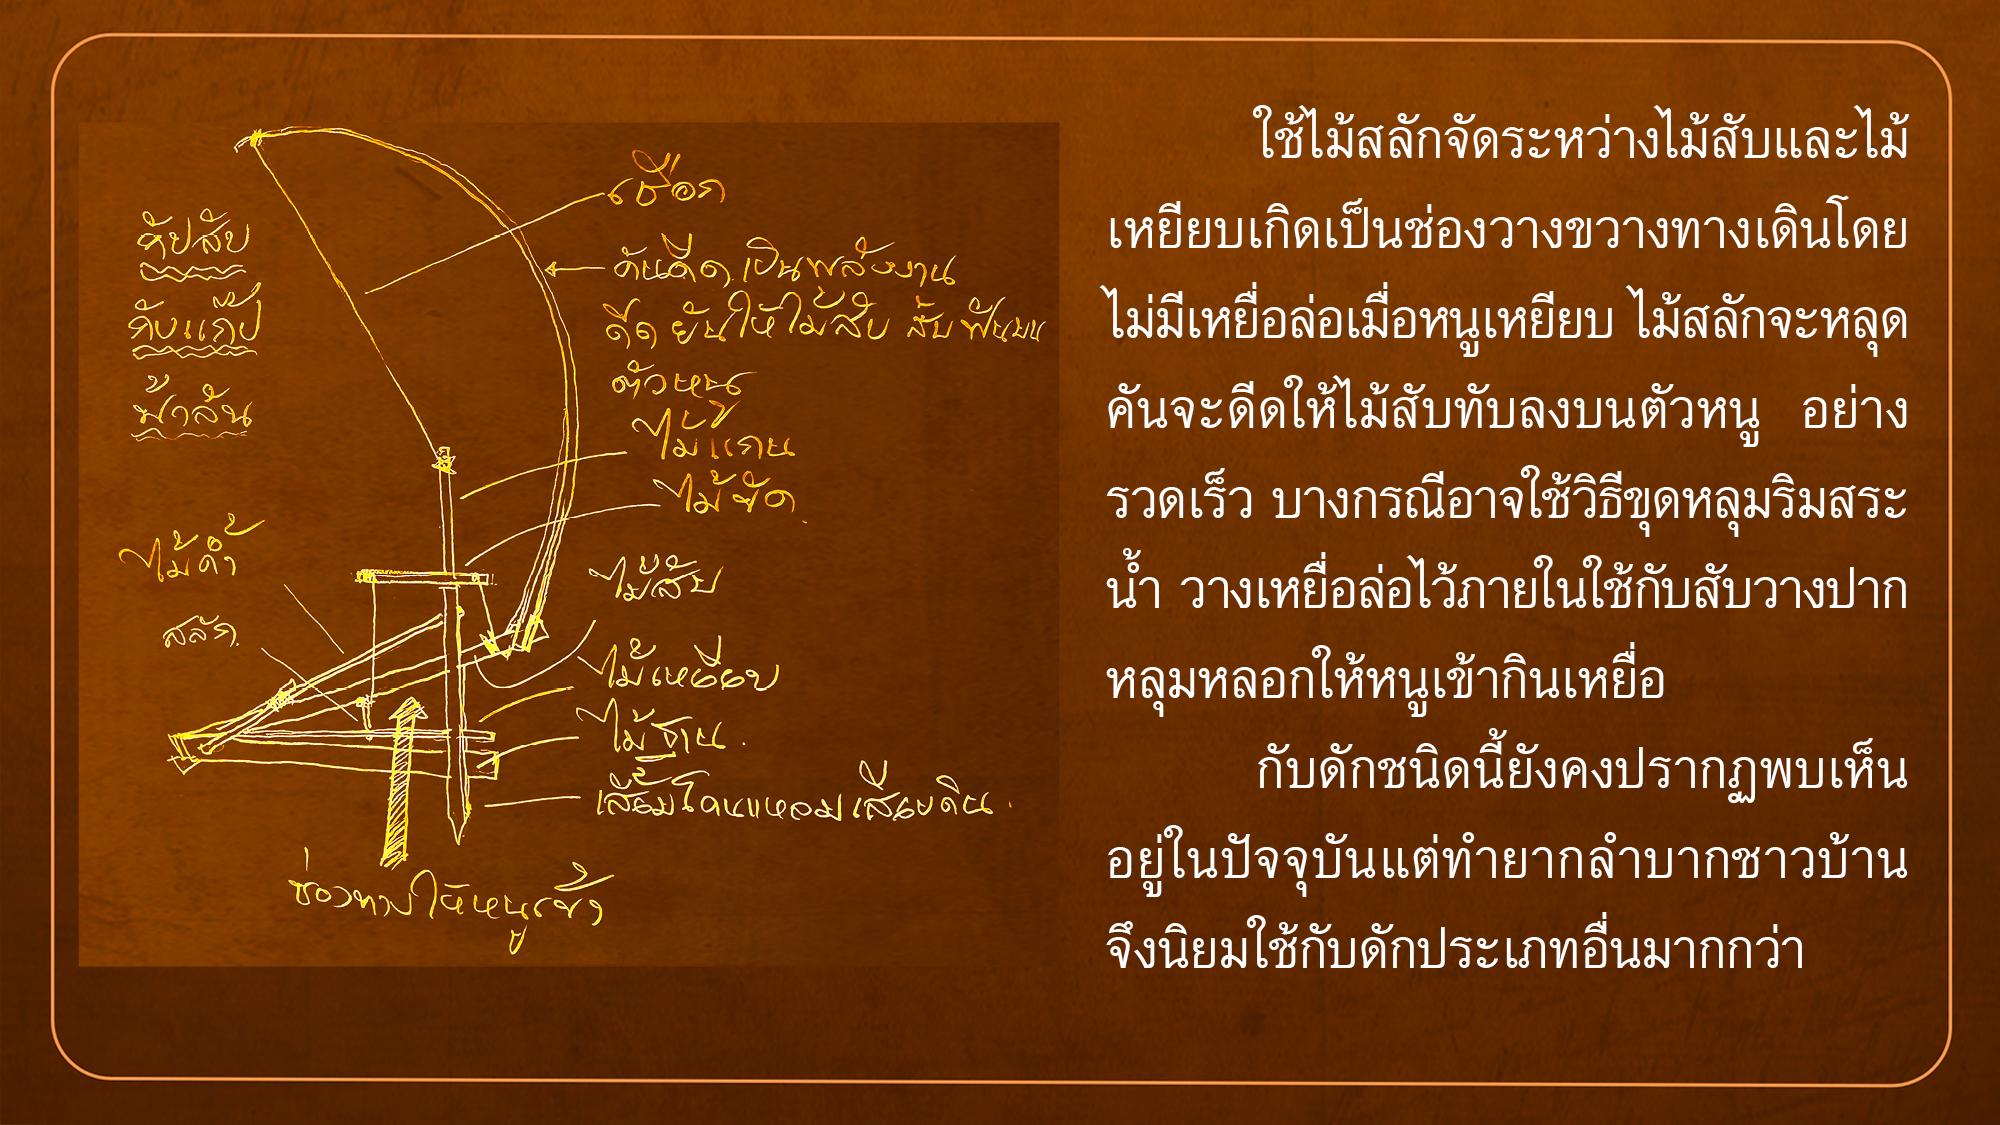 กับสับ
กับแก๊ป
ฟ้าลั่น
เชือก
คันดีด เป็นพลังงาน
ดีด ยันให้ไม้สับ สับ ฟันบน
ตัวหนู
ไม้แกน
ไม้ขัด
ไม้ค้ำ
สลัก
ไม้สับ
ไม้เหยียบ
ไม้ฐาน
เสี้ยมโคนแหลมเสียบดิน
ช่องทางให้หนูเข้า
ใช้ไม้สลักจัดระหว่างไม้สับและไม้
เหยียบเกิดเป็นช่องวางขวางทางเดินโดย
ไม่มีเหยื่อล่อเมื่อหนูเหยียบ ไม้สลักจะหลุด
คันจะดีดให้ไม้สับทับลงบนตัวหนู อย่าง
รวดเร็ว บางกรณีอาจใช้วิธีขุดหลุมริมสระ
น้ำ วางเหยื่อล่อไว้ภายในใช้กับสับวางปาก
หลุมหลอกให้หนูเข้ากินเหยื่อ
กับดักชนิดนี้ยังคงปรากฏพบเห็น
อยู่ในปัจจุบันแต่ทำยากลำบากชาวบ้าน
จึงนิยมใช้กับดักประเภทอื่นมากกว่า